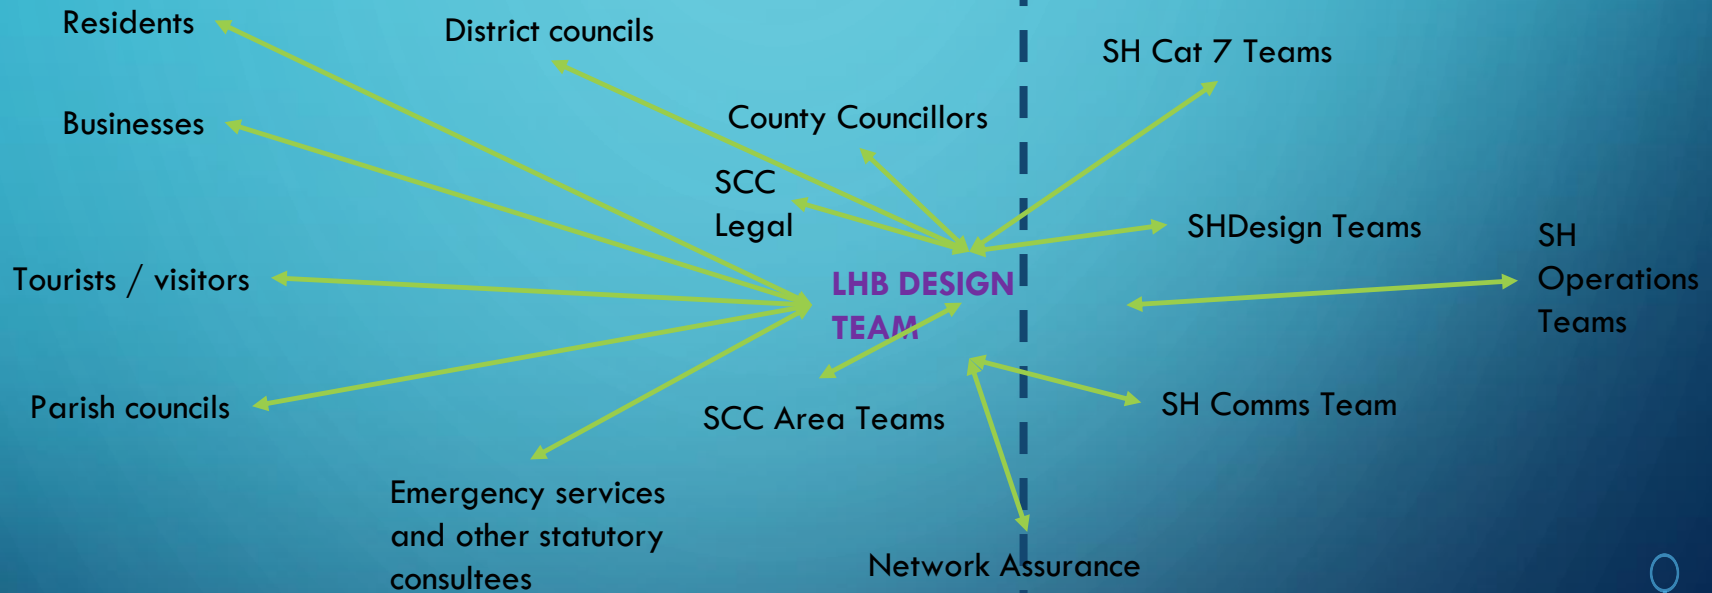 Residents
District councils
SH Cat 7 Teams
Businesses
County Councillors
SCC
Legal
SHDesign Teams
SH
Operations
Teams
Tourists / visitors
LHB DESIGN
TEAM
Parish councils
SCC Area Teams
SH Comms Team
Emergency services
and other statutory
consultees
Network Assurance